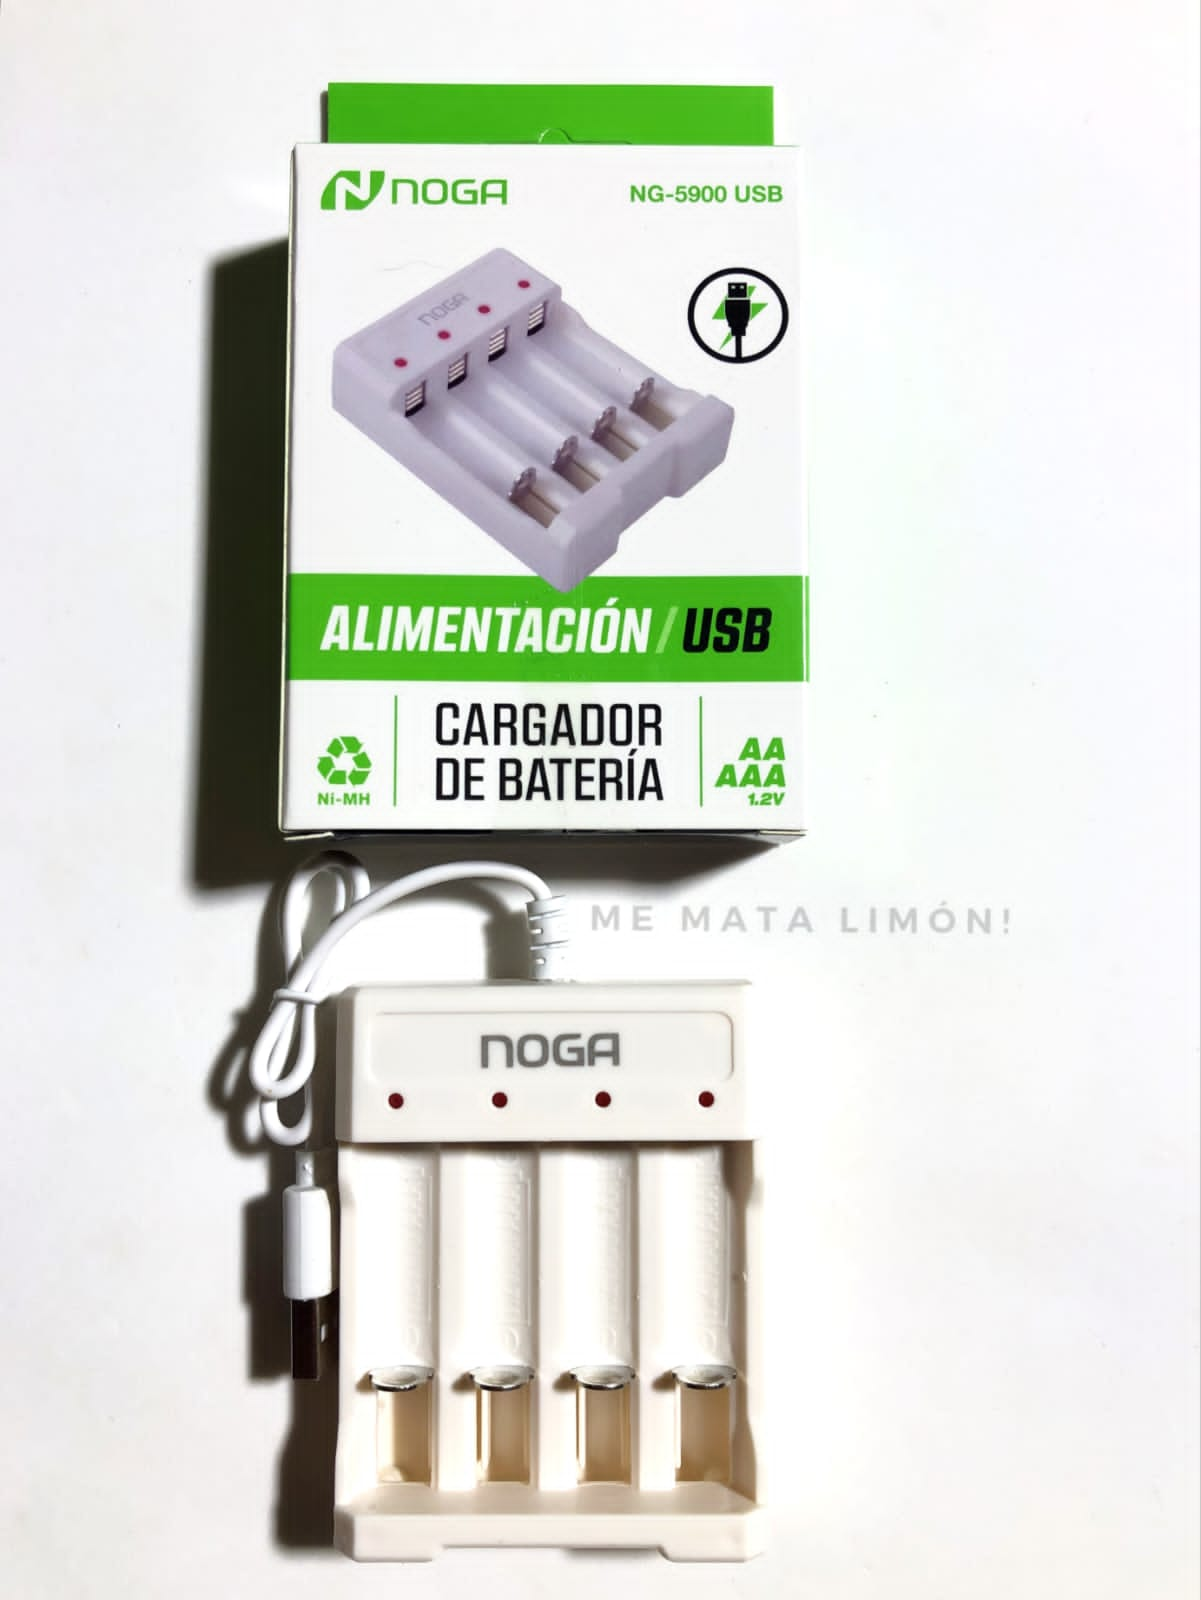 NOGA
NG-5900 USB
NOGA
ALIMENTACIÓN / USB
CARGADOR
DE BATERÍA
Ni-MH
AA
AAA
1.2V
ME MATA LIMÓN!
NOGA